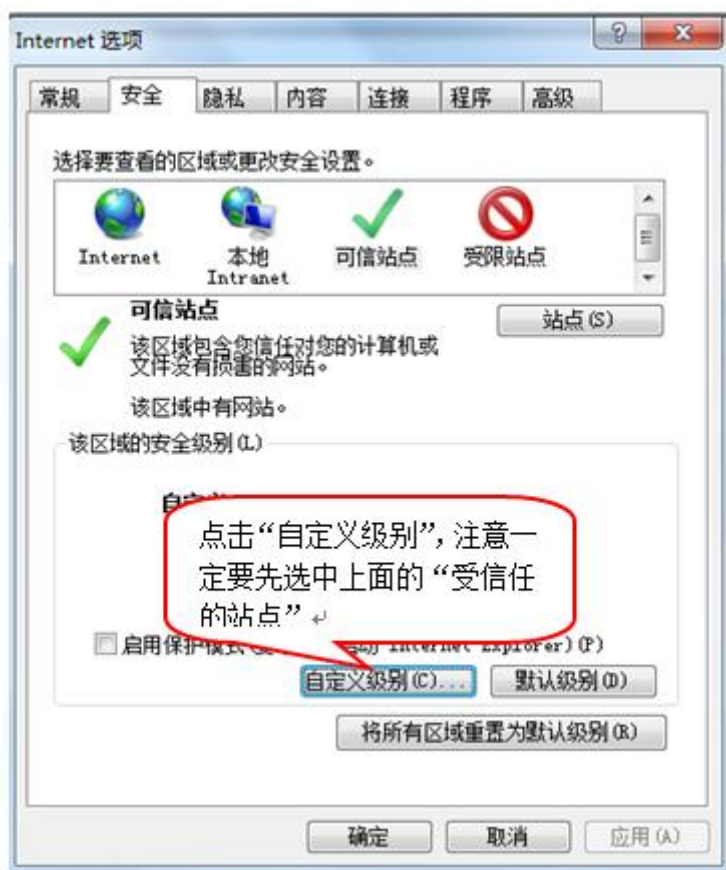 Internet 选项
常规 安全 隐私 内容 连接 程序 高级
选择要查看的区域或更改安全设置。
Internet 本地 可信站点 受限站点
Intranet
可信站点
站点(S)
该区域包含您信任对您的计算机或
文件没有损害的网站。
该区域中有网站。
该区域的安全级别(L)
点击“自定义级别”，注意一
定要先选中上面的“受信任
的站点”
启用保护模式 Internet Explorer)(P)
自定义级别(C)... 默认级别(D)
将所有区域重置为默认级别(R)
确定 取消 应用(A)